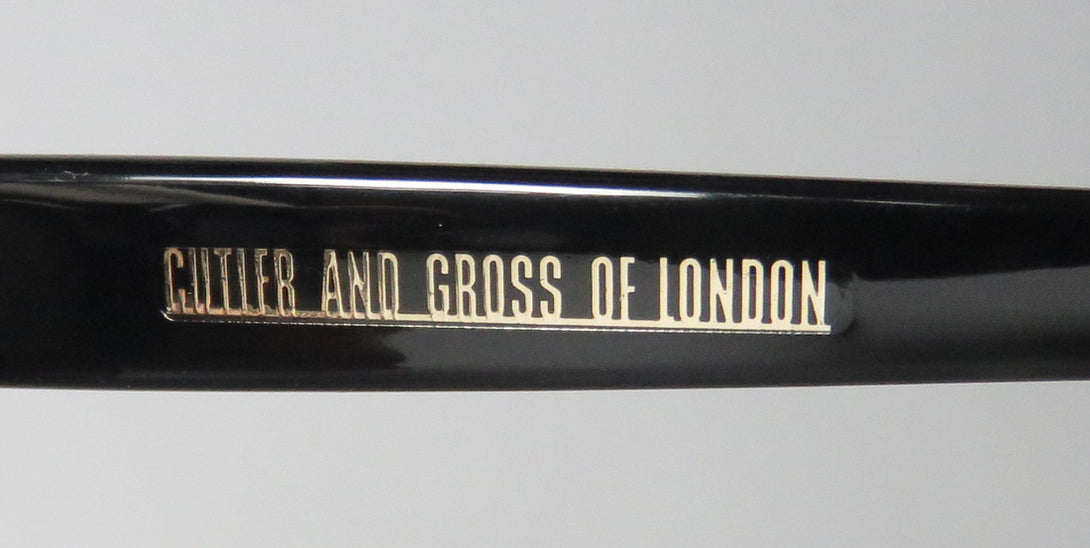 CUTLER AND GROSS OF LONDON